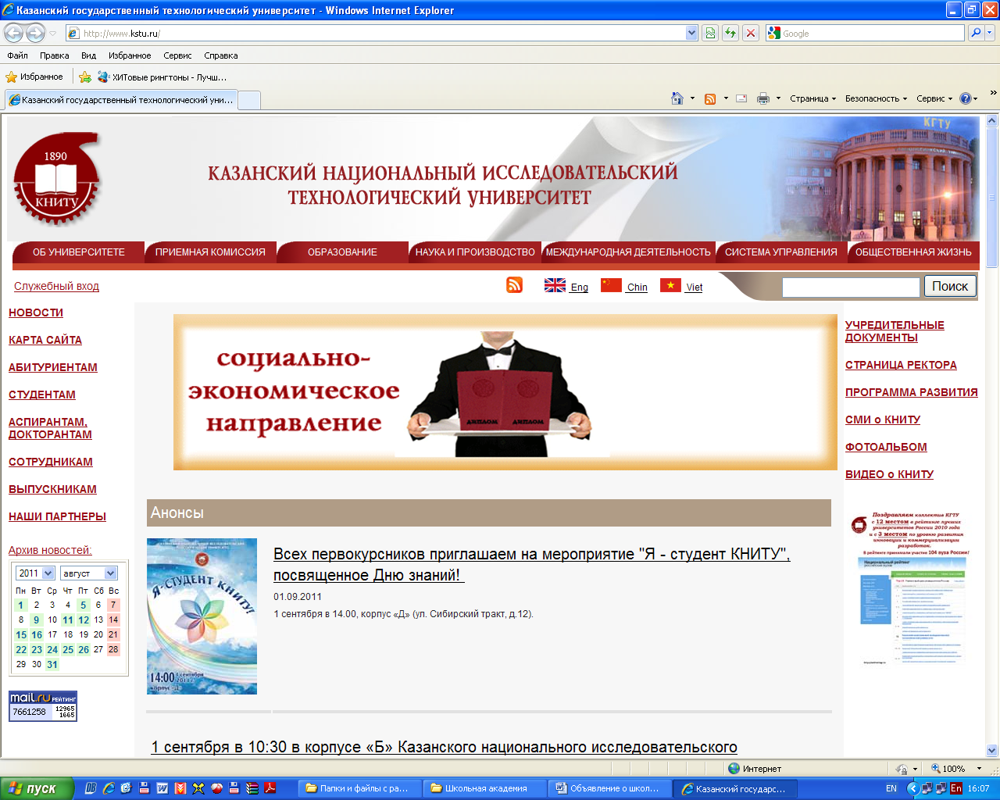 Казанский государственный технологический университет - Windows Internet Explorer
http://www.kstu.ru/
Google
Файл Правка Вид Избранное Сервис Справка
Избранное ХИТовые рингтоны - Лучш...
Казанский государственный технологический уни...
Страница Безопасность Сервис
1890
КНИТУ
КАЗАНСКИЙ НАЦИОНАЛЬНЫЙ ИССЛЕДОВАТЕЛЬСКИЙ
ТЕХНОЛОГИЧЕСКИЙ УНИВЕРСИТЕТ
КГТУ
ОБ УНИВЕРСИТЕТЕ ПРИЕМНАЯ КОМИССИЯ ОБРАЗОВАНИЕ НАУКА И ПРОИЗВОДСТВО МЕЖДУНАРОДНАЯ ДЕЯТЕЛЬНОСТЬ СИСТЕМА УПРАВЛЕНИЯ ОБЩЕСТВЕННАЯ ЖИЗНЬ
Служебный вход
Eng Chin Viet
Поиск
НОВОСТИ
КАРТА САЙТА
АБИТУРИЕНТАМ
СТУДЕНТАМ
АСПИРАНТАМ,
ДОКТОРАНТАМ
СОТРУДНИКАМ
ВЫПУСКНИКАМ
НАШИ ПАРТНЕРЫ
Архив новостей:
2011 август
Пн Вт Ср Чт Пт Сб Вс
1 2 3 4 5 6 7
8 9 10 11 12 13 14
15 16 17 18 19 20 21
22 23 24 25 26 27 28
29 30 31
mail.ru РЕЙТИНГ
7661258 12965
1665
социально-
экономическое
направление
ДИПЛОМ ДИПЛОМ
Анонсы
Я-СТУДЕНТ КНИТУ!
14:00 1 сентября
2011 г.
корпус «Д»
Всех первокурсников приглашаем на мероприятие "Я - студент КНИТУ",
посвященное Дню знаний!
01.09.2011
1 сентября в 14.00, корпус «Д» (ул. Сибирский тракт, д.12).
1 сентября в 10:30 в корпусе «Б» Казанского национального исследовательского
УЧРЕДИТЕЛЬНЫЕ
ДОКУМЕНТЫ
СТРАНИЦА РЕКТОРА
ПРОГРАММА РАЗВИТИЯ
СМИ о КНИТУ
ФОТОАЛЬБОМ
ВИДЕО о КНИТУ
Поздравляем коллектив КГТУ
с 12 местом в рейтинге лучших
университетов России 2010 года
и с 3 местом по уровню развития
инновации и коммерциализации
разработок.
В рейтинге принимали участие 104 вуза России!
Национальный рейтинг
Интернет 100%
пуск
Папки и файлы с ра... Школьная академия Объявление о школ... Казанский государс... EN En 16:07